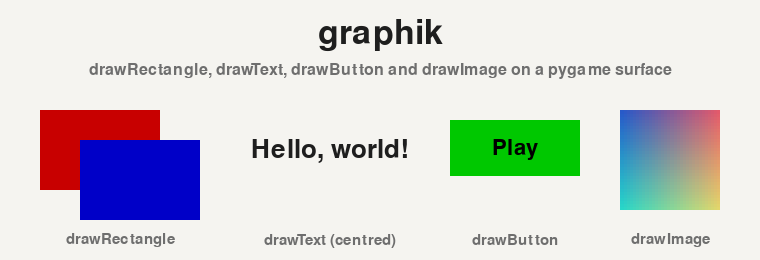 graphik
drawRectangle, drawText, drawButton and drawImage on a pygame surface
Hello, world!
Play
drawRectangle
drawText (centred)
drawButton
drawImage